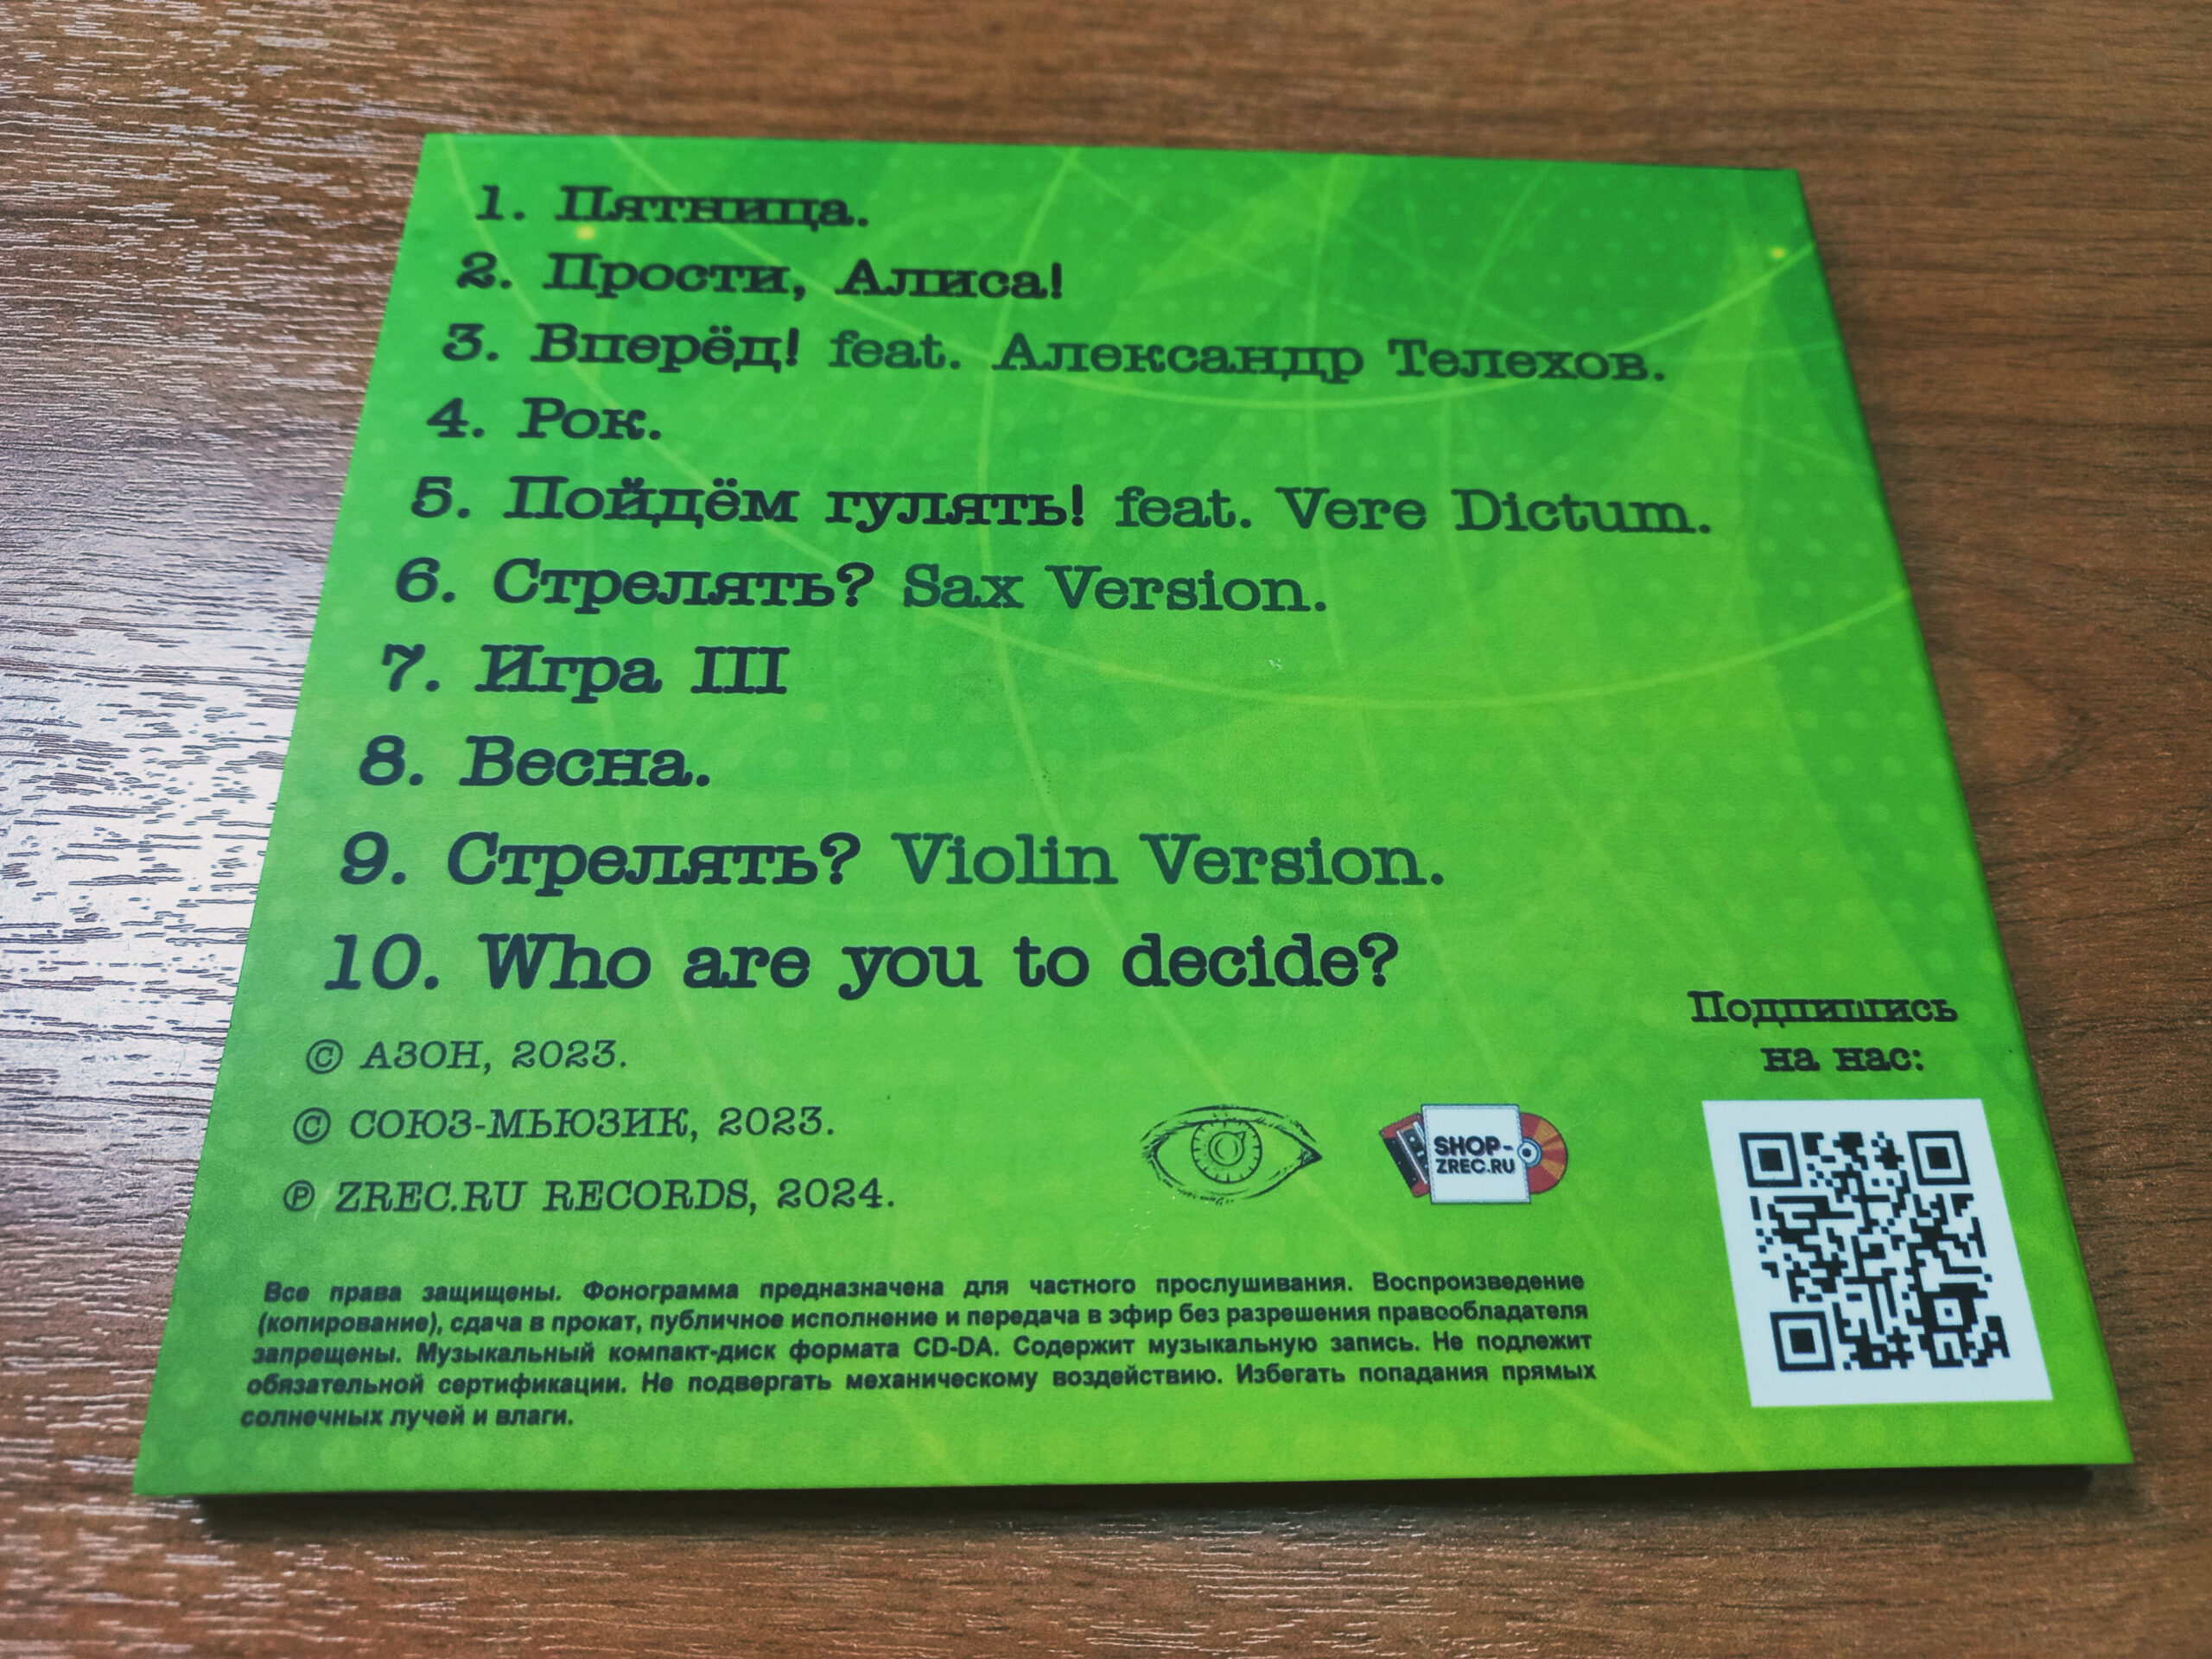 1. Пятница.
2. Прости, Алиса!
3. Вперёд! feat. Александр Телехов.
4. Рок.
5. Пойдём гулять! feat. Vere Dictum.
6. Стрелять? Sax Version.
7. Игра III
8. Весна.
9. Стрелять? Violin Version.
10. Who are you to decide?
© АЗОН, 2023.
© СОЮЗ-МЬЮЗИК, 2023.
℗ ZREC.RU RECORDS, 2024.
SHOP-
ZREC.RU
Подпишись
на нас:
Все права защищены. Фонограмма предназначена для частного прослушивания. Воспроизведение
(копирование), сдача в прокат, публичное исполнение и передача в эфир без разрешения правообладателя
запрещены. Музыкальный компакт-диск формата CD-DA. Содержит музыкальную запись. Не подлежит
обязательной сертификации. Не подвергать механическому воздействию. Избегать попадания прямых
солнечных лучей и влаги.